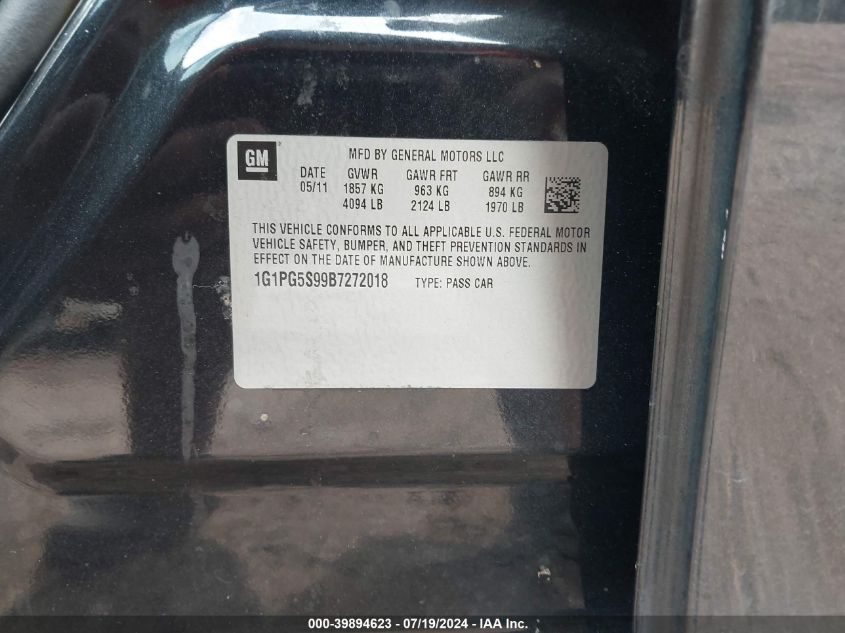 GM
MFD BY GENERAL MOTORS LLC
DATE GVWR GAWR FRT GAWR RR
05/11 1857 KG 963 KG 894 KG
4094 LB 2124 LB 1970 LB
THIS VEHICLE CONFORMS TO ALL APPLICABLE U.S. FEDERAL MOTOR
VEHICLE SAFETY, BUMPER, AND THEFT PREVENTION STANDARDS IN
EFFECT ON THE DATE OF MANUFACTURE SHOWN ABOVE.
1G1PG5S99B7272018 TYPE: PASS CAR
000-39894623 - 07/19/2024 - IAA Inc.